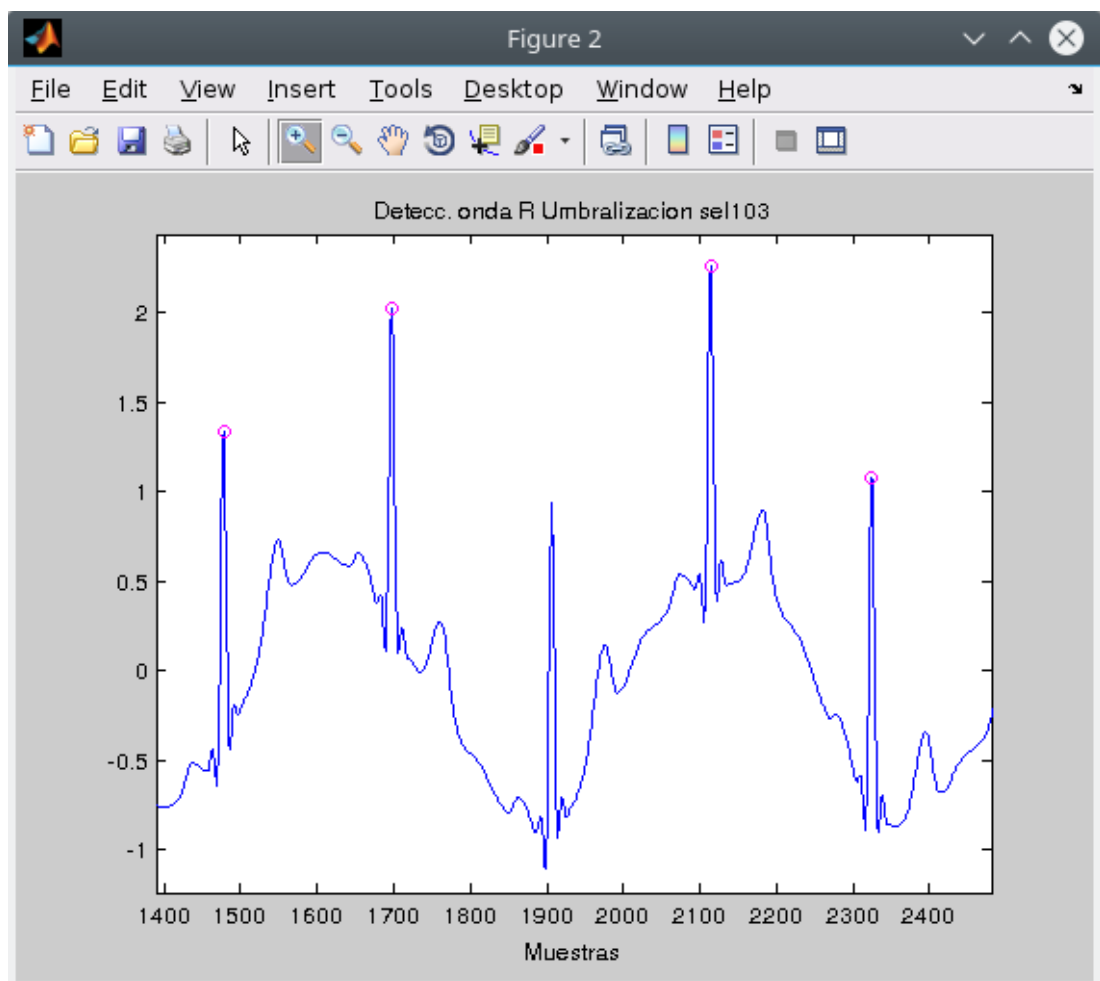 Figure 2
File Edit View Insert Tools Desktop Window Help
Detecc. onda R Umbralizacion sel103
2
1.5
1
0.5
0
-0.5
-1
1400 1500 1600 1700 1800 1900 2000 2100 2200 2300 2400
Muestras